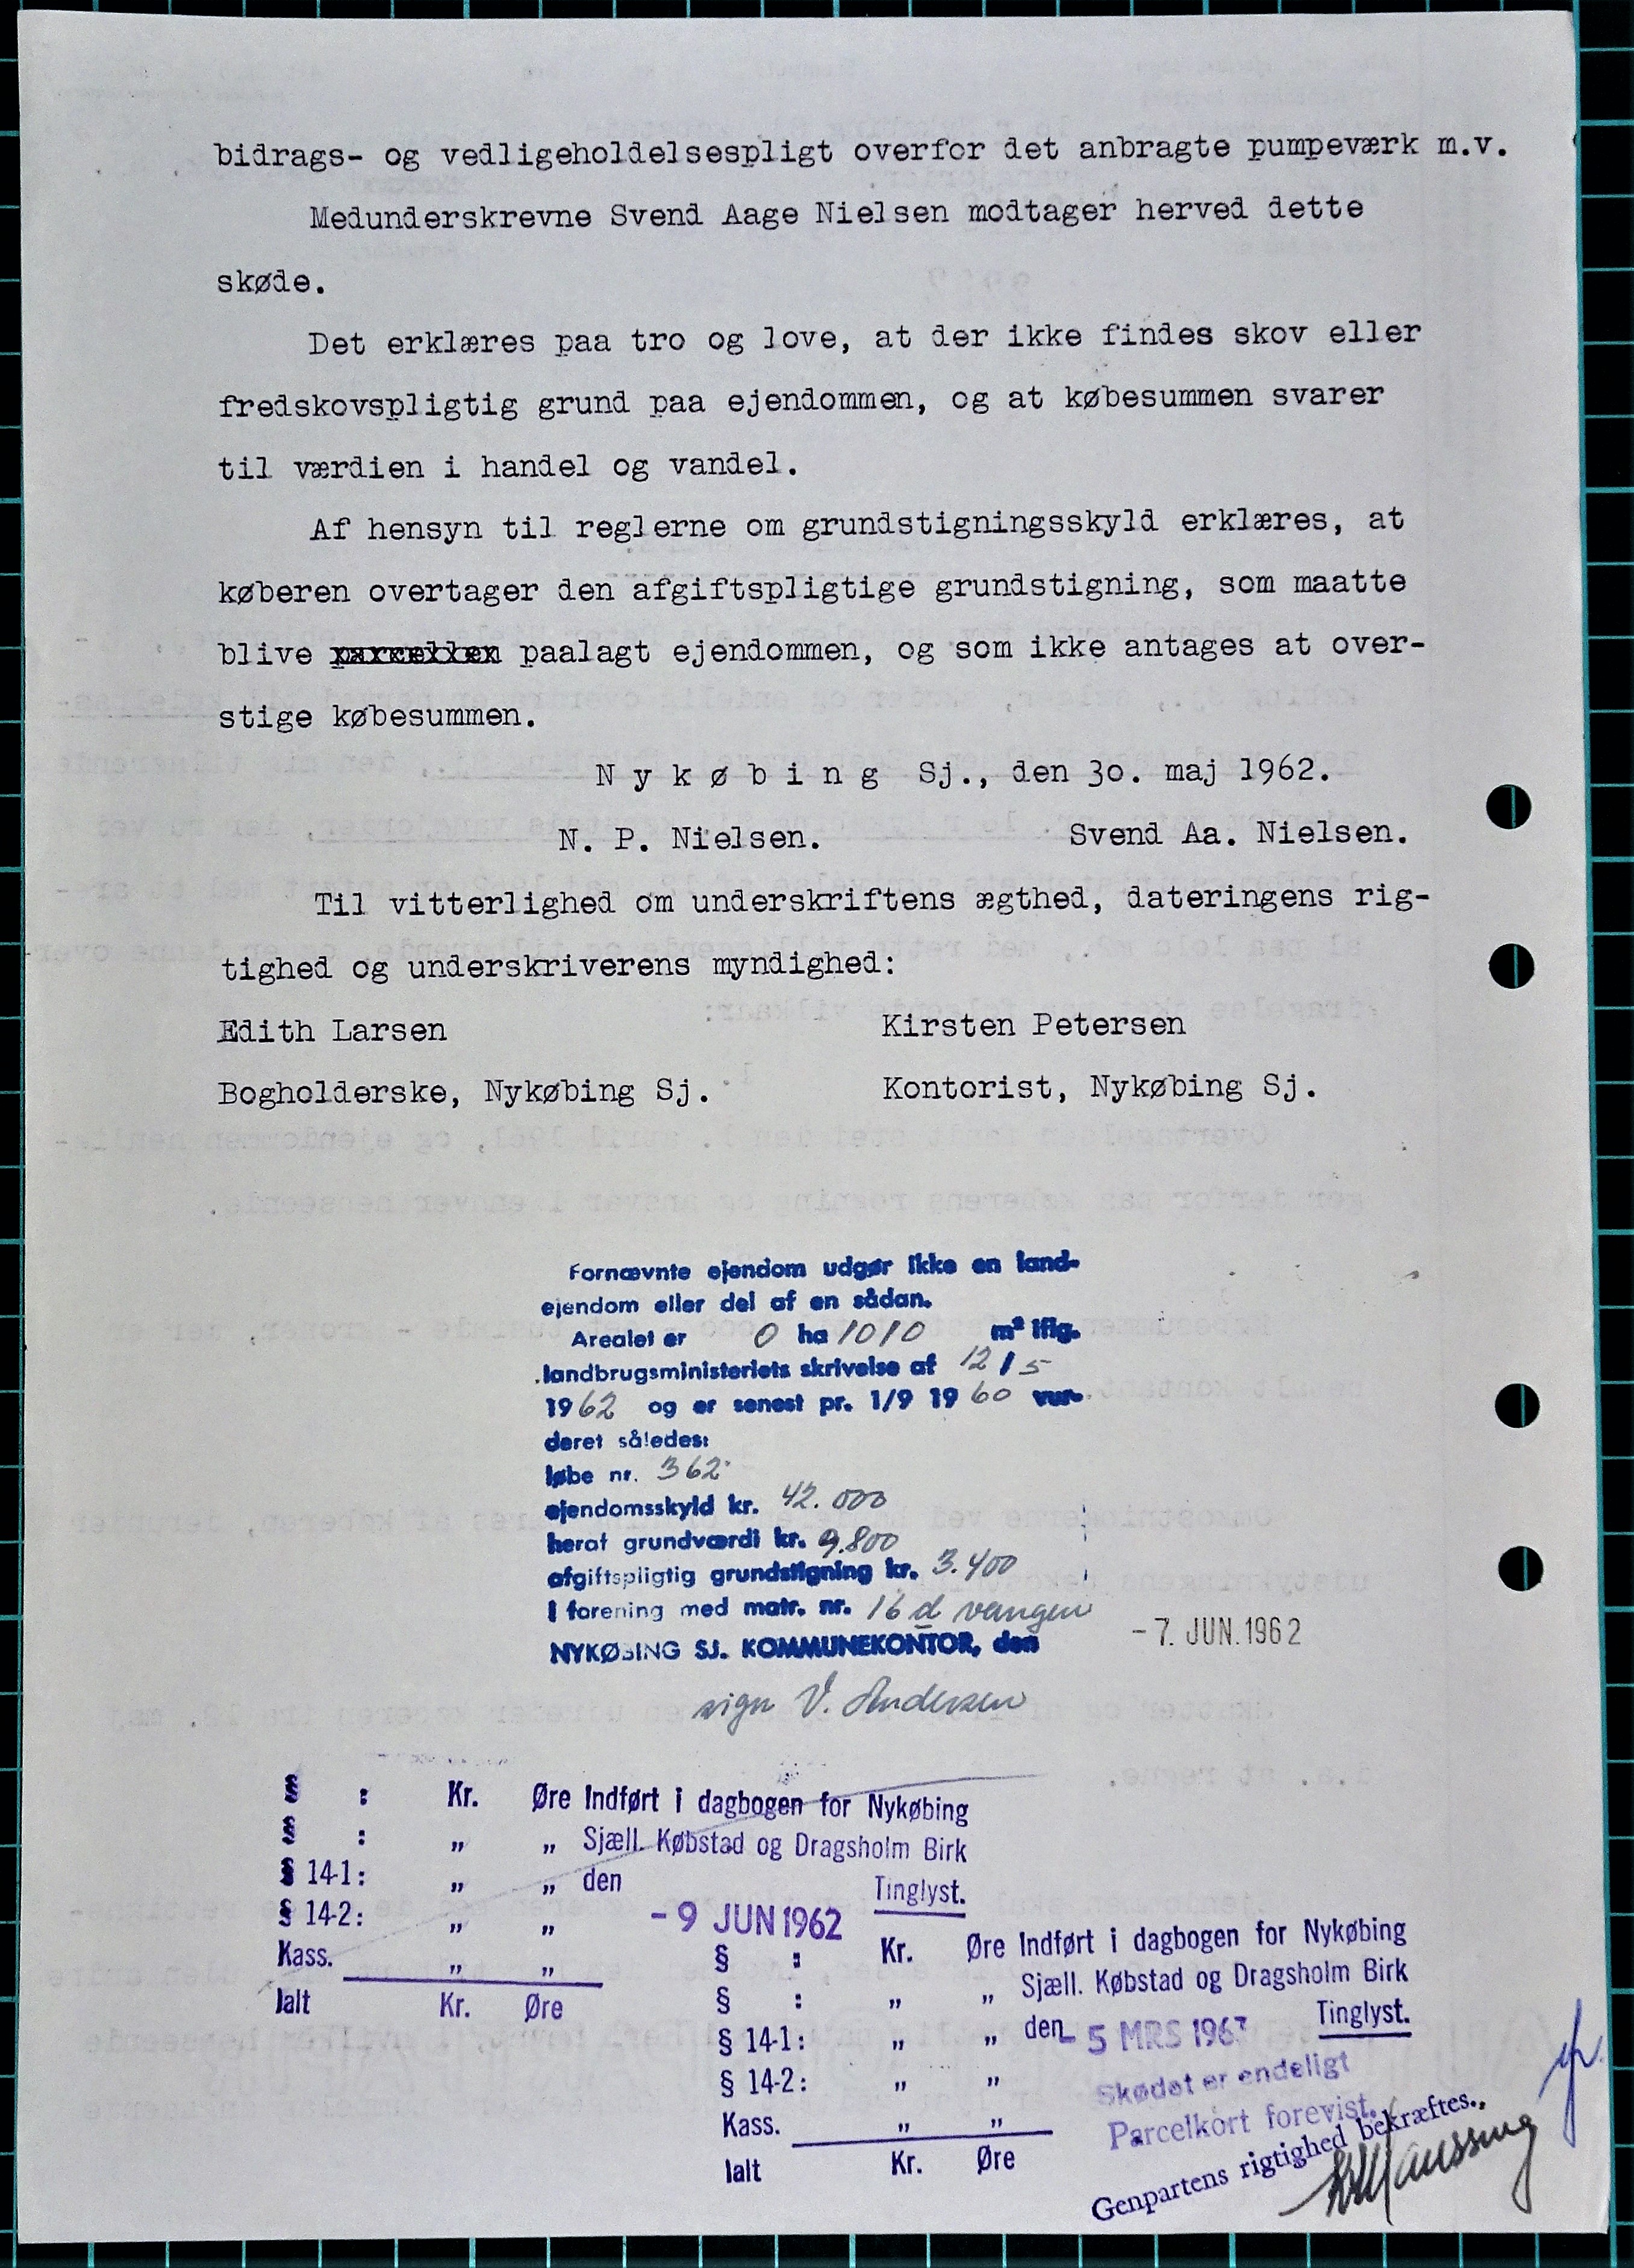 bidrags- og vedligeholdelsespligt overfor det anbragte pumpeværk m.v.
Medunderskrevne Svend Aage Nielsen modtager herved dette
skøde.
Det erklæres paa tro og love, at der ikke findes skov eller
fredskovspligtig grund paa ejendommen, og at købesummen svarer
til værdien i handel og vandel.
Af hensyn til reglerne om grundstigningsskyld erklæres, at
køberen overtager den afgiftspligtige grundstigning, som maatte
blive parcellen paalagt ejendommen, og som ikke antages at over-
stige købesummen.
N y k ø b i n g Sj., den 30. maj 1962.
N. P. Nielsen. Svend Aa. Nielsen.
Til vitterlighed om underskriftens ægthed, dateringens rig-
tighed og underskriverens myndighed:
Edith Larsen Kirsten Petersen
Bogholderske, Nykøbing Sj. Kontorist, Nykøbing Sj.
Fornævnte ejendom udgør ikke en land-
ejendom eller del af en sådan.
Arealet er 0 ha 1010 m² iflg.
landbrugsministeriets skrivelse af 12/5
1962 og er senest pr. 1/9 1960 vur-
deret således:
løbe nr. 362
ejendomsskyld kr. 42.000
heraf grundværdi kr. 9.800
afgiftspligtig grundstigning kr. 3.400
I forening med matr. nr. 16 d vangen
NYKØBING SJ. KOMMUNEKONTOR, den - 7. JUN. 1962
sign V. Andersen
§ : Kr. Øre Indført i dagbogen for Nykøbing
§ : „ „ Sjæll. Købstad og Dragsholm Birk
§ 14-1: „ „ den Tinglyst.
§ 14-2: „ „ - 9 JUN 1962
Kass. „ „
Ialt Kr. Øre
§ : Kr. Øre Indført i dagbogen for Nykøbing
§ : „ „ Sjæll. Købstad og Dragsholm Birk
§ 14-1: „ „ den - 5 MRS 1963 Tinglyst.
§ 14-2: „ „ Skødet er endeligt
Kass. „ „ Parcelkort forevist.
Ialt Kr. Øre
Genpartens rigtighed bekræftes.